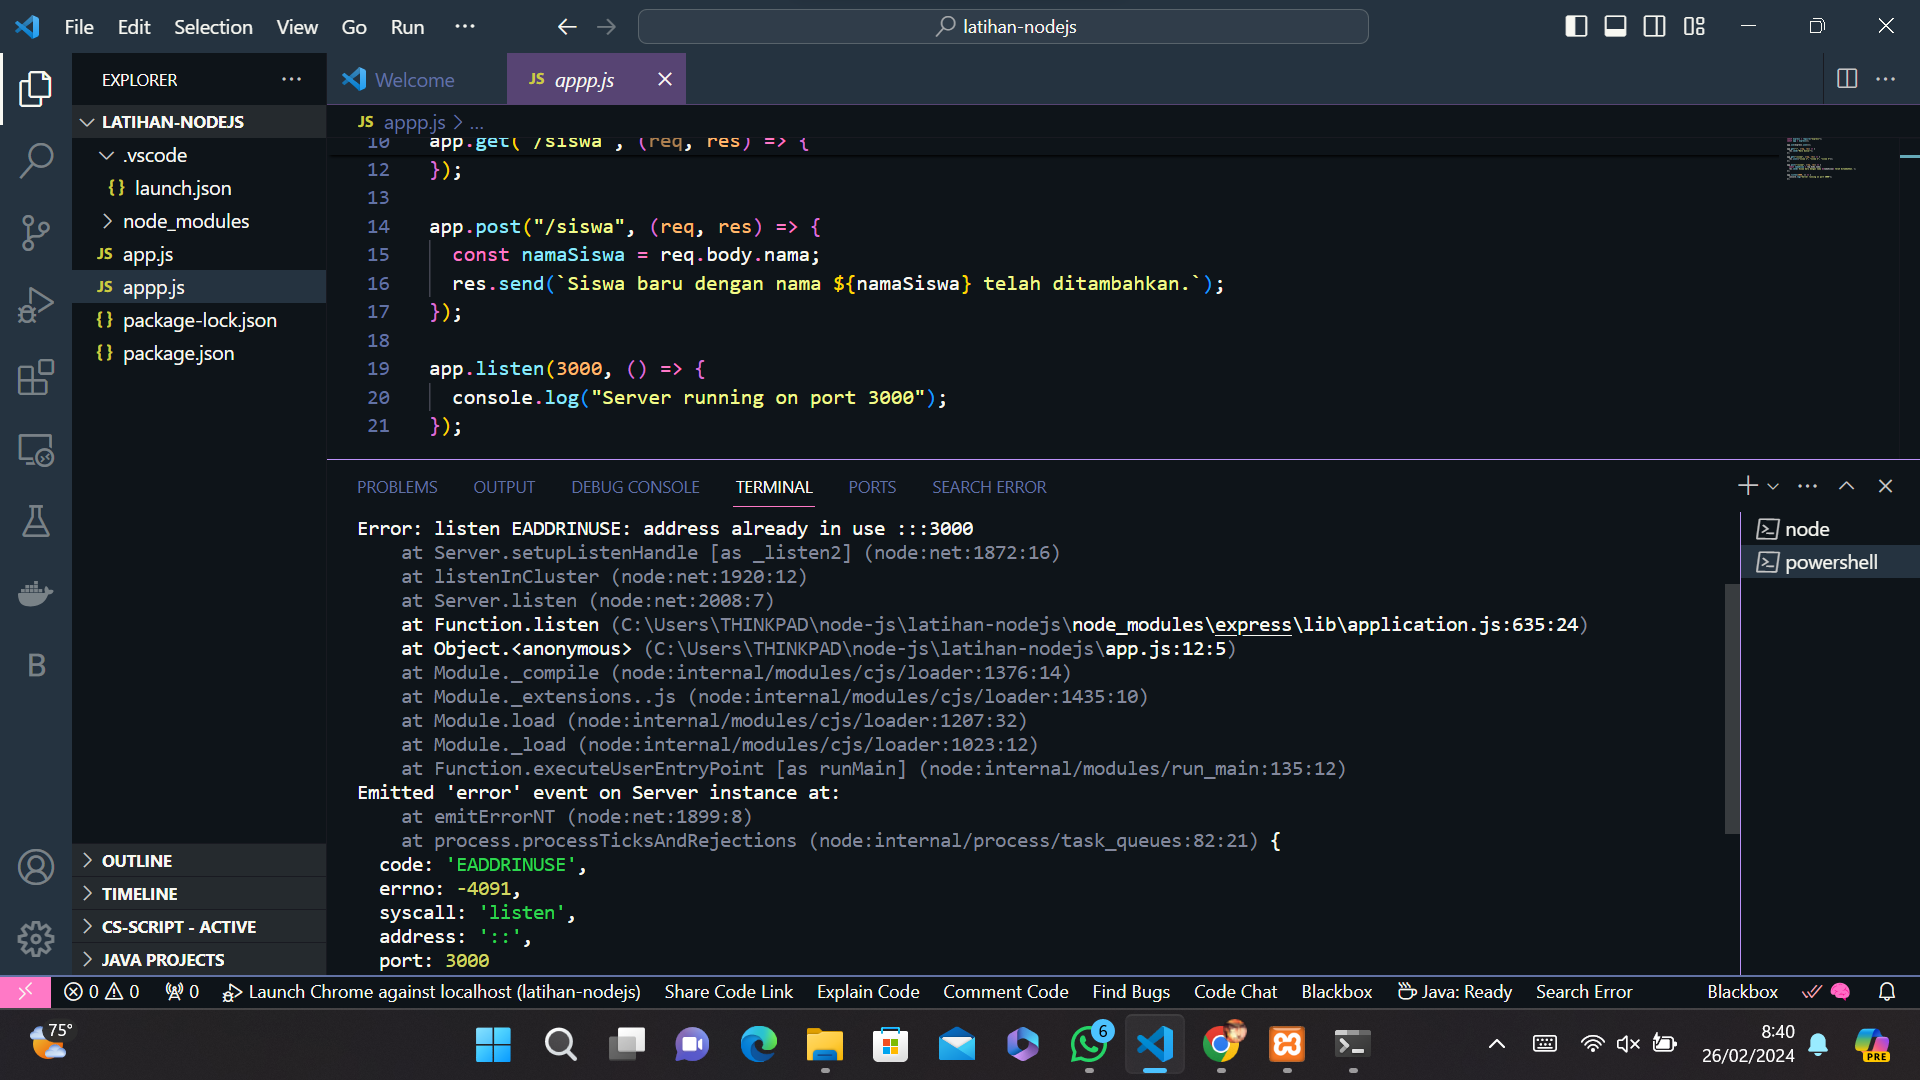 File Edit Selection View Go Run ···
latihan-nodejs
EXPLORER
Welcome
JS appp.js
LATIHAN-NODEJS
.vscode
{} launch.json
node_modules
JS app.js
JS appp.js
{} package-lock.json
{} package.json
OUTLINE
TIMELINE
CS-SCRIPT - ACTIVE
JAVA PROJECTS
JS appp.js > ...
10 app.get( /siswa , (req, res) => {
12 });
13
14 app.post("/siswa", (req, res) => {
15 const namaSiswa = req.body.nama;
16 res.send(`Siswa baru dengan nama ${namaSiswa} telah ditambahkan.`);
17 });
18
19 app.listen(3000, () => {
20 console.log("Server running on port 3000");
21 });
PROBLEMS OUTPUT DEBUG CONSOLE TERMINAL PORTS SEARCH ERROR
Error: listen EADDRINUSE: address already in use :::3000
at Server.setupListenHandle [as _listen2] (node:net:1872:16)
at listenInCluster (node:net:1920:12)
at Server.listen (node:net:2008:7)
at Function.listen (C:\Users\THINKPAD\node-js\latihan-nodejs\node_modules\express\lib\application.js:635:24)
at Object.<anonymous> (C:\Users\THINKPAD\node-js\latihan-nodejs\app.js:12:5)
at Module._compile (node:internal/modules/cjs/loader:1376:14)
at Module._extensions..js (node:internal/modules/cjs/loader:1435:10)
at Module.load (node:internal/modules/cjs/loader:1207:32)
at Module._load (node:internal/modules/cjs/loader:1023:12)
at Function.executeUserEntryPoint [as runMain] (node:internal/modules/run_main:135:12)
Emitted 'error' event on Server instance at:
at emitErrorNT (node:net:1899:8)
at process.processTicksAndRejections (node:internal/process/task_queues:82:21) {
code: 'EADDRINUSE',
errno: -4091,
syscall: 'listen',
address: '::',
port: 3000
node
powershell
0 0 0 Launch Chrome against localhost (latihan-nodejs) Share Code Link Explain Code Comment Code Find Bugs Code Chat Blackbox Java: Ready Search Error Blackbox
75°
6
8:40
26/02/2024
PRE